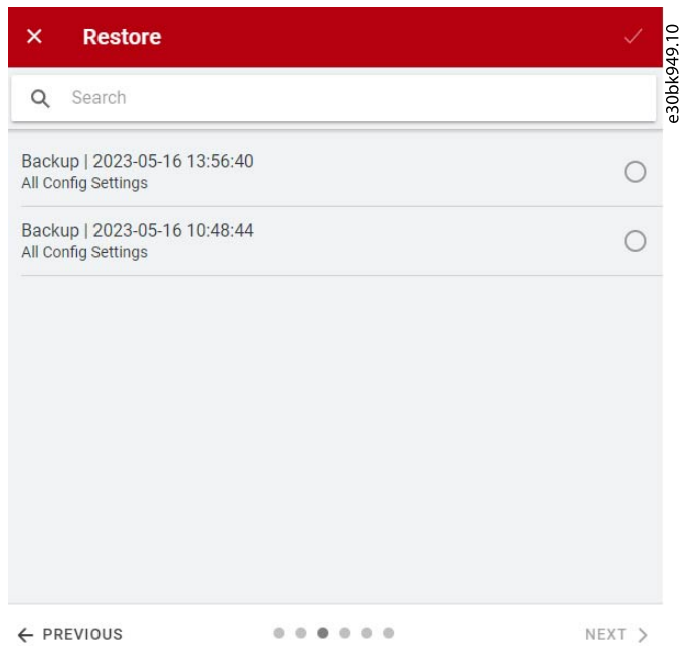 Restore
Search
Backup | 2023-05-16 13:56:40
All Config Settings
Backup | 2023-05-16 10:48:44
All Config Settings
PREVIOUS
NEXT
e30bk949.10